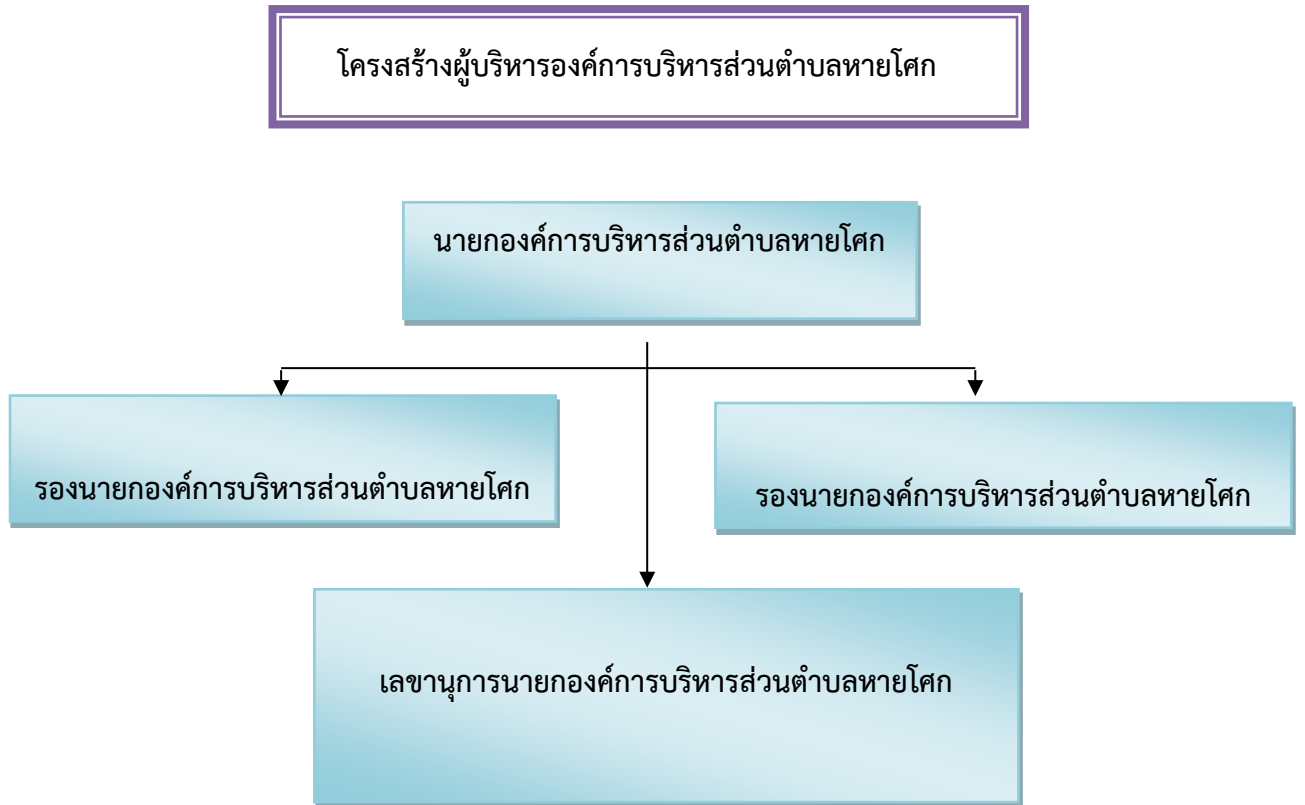 โครงสร้างผู้บริหารองค์การบริหารส่วนตำบลหายโศก
นายกองค์การบริหารส่วนตำบลหายโศก
รองนายกองค์การบริหารส่วนตำบลหายโศก
รองนายกองค์การบริหารส่วนตำบลหายโศก
เลขานุการนายกองค์การบริหารส่วนตำบลหายโศก